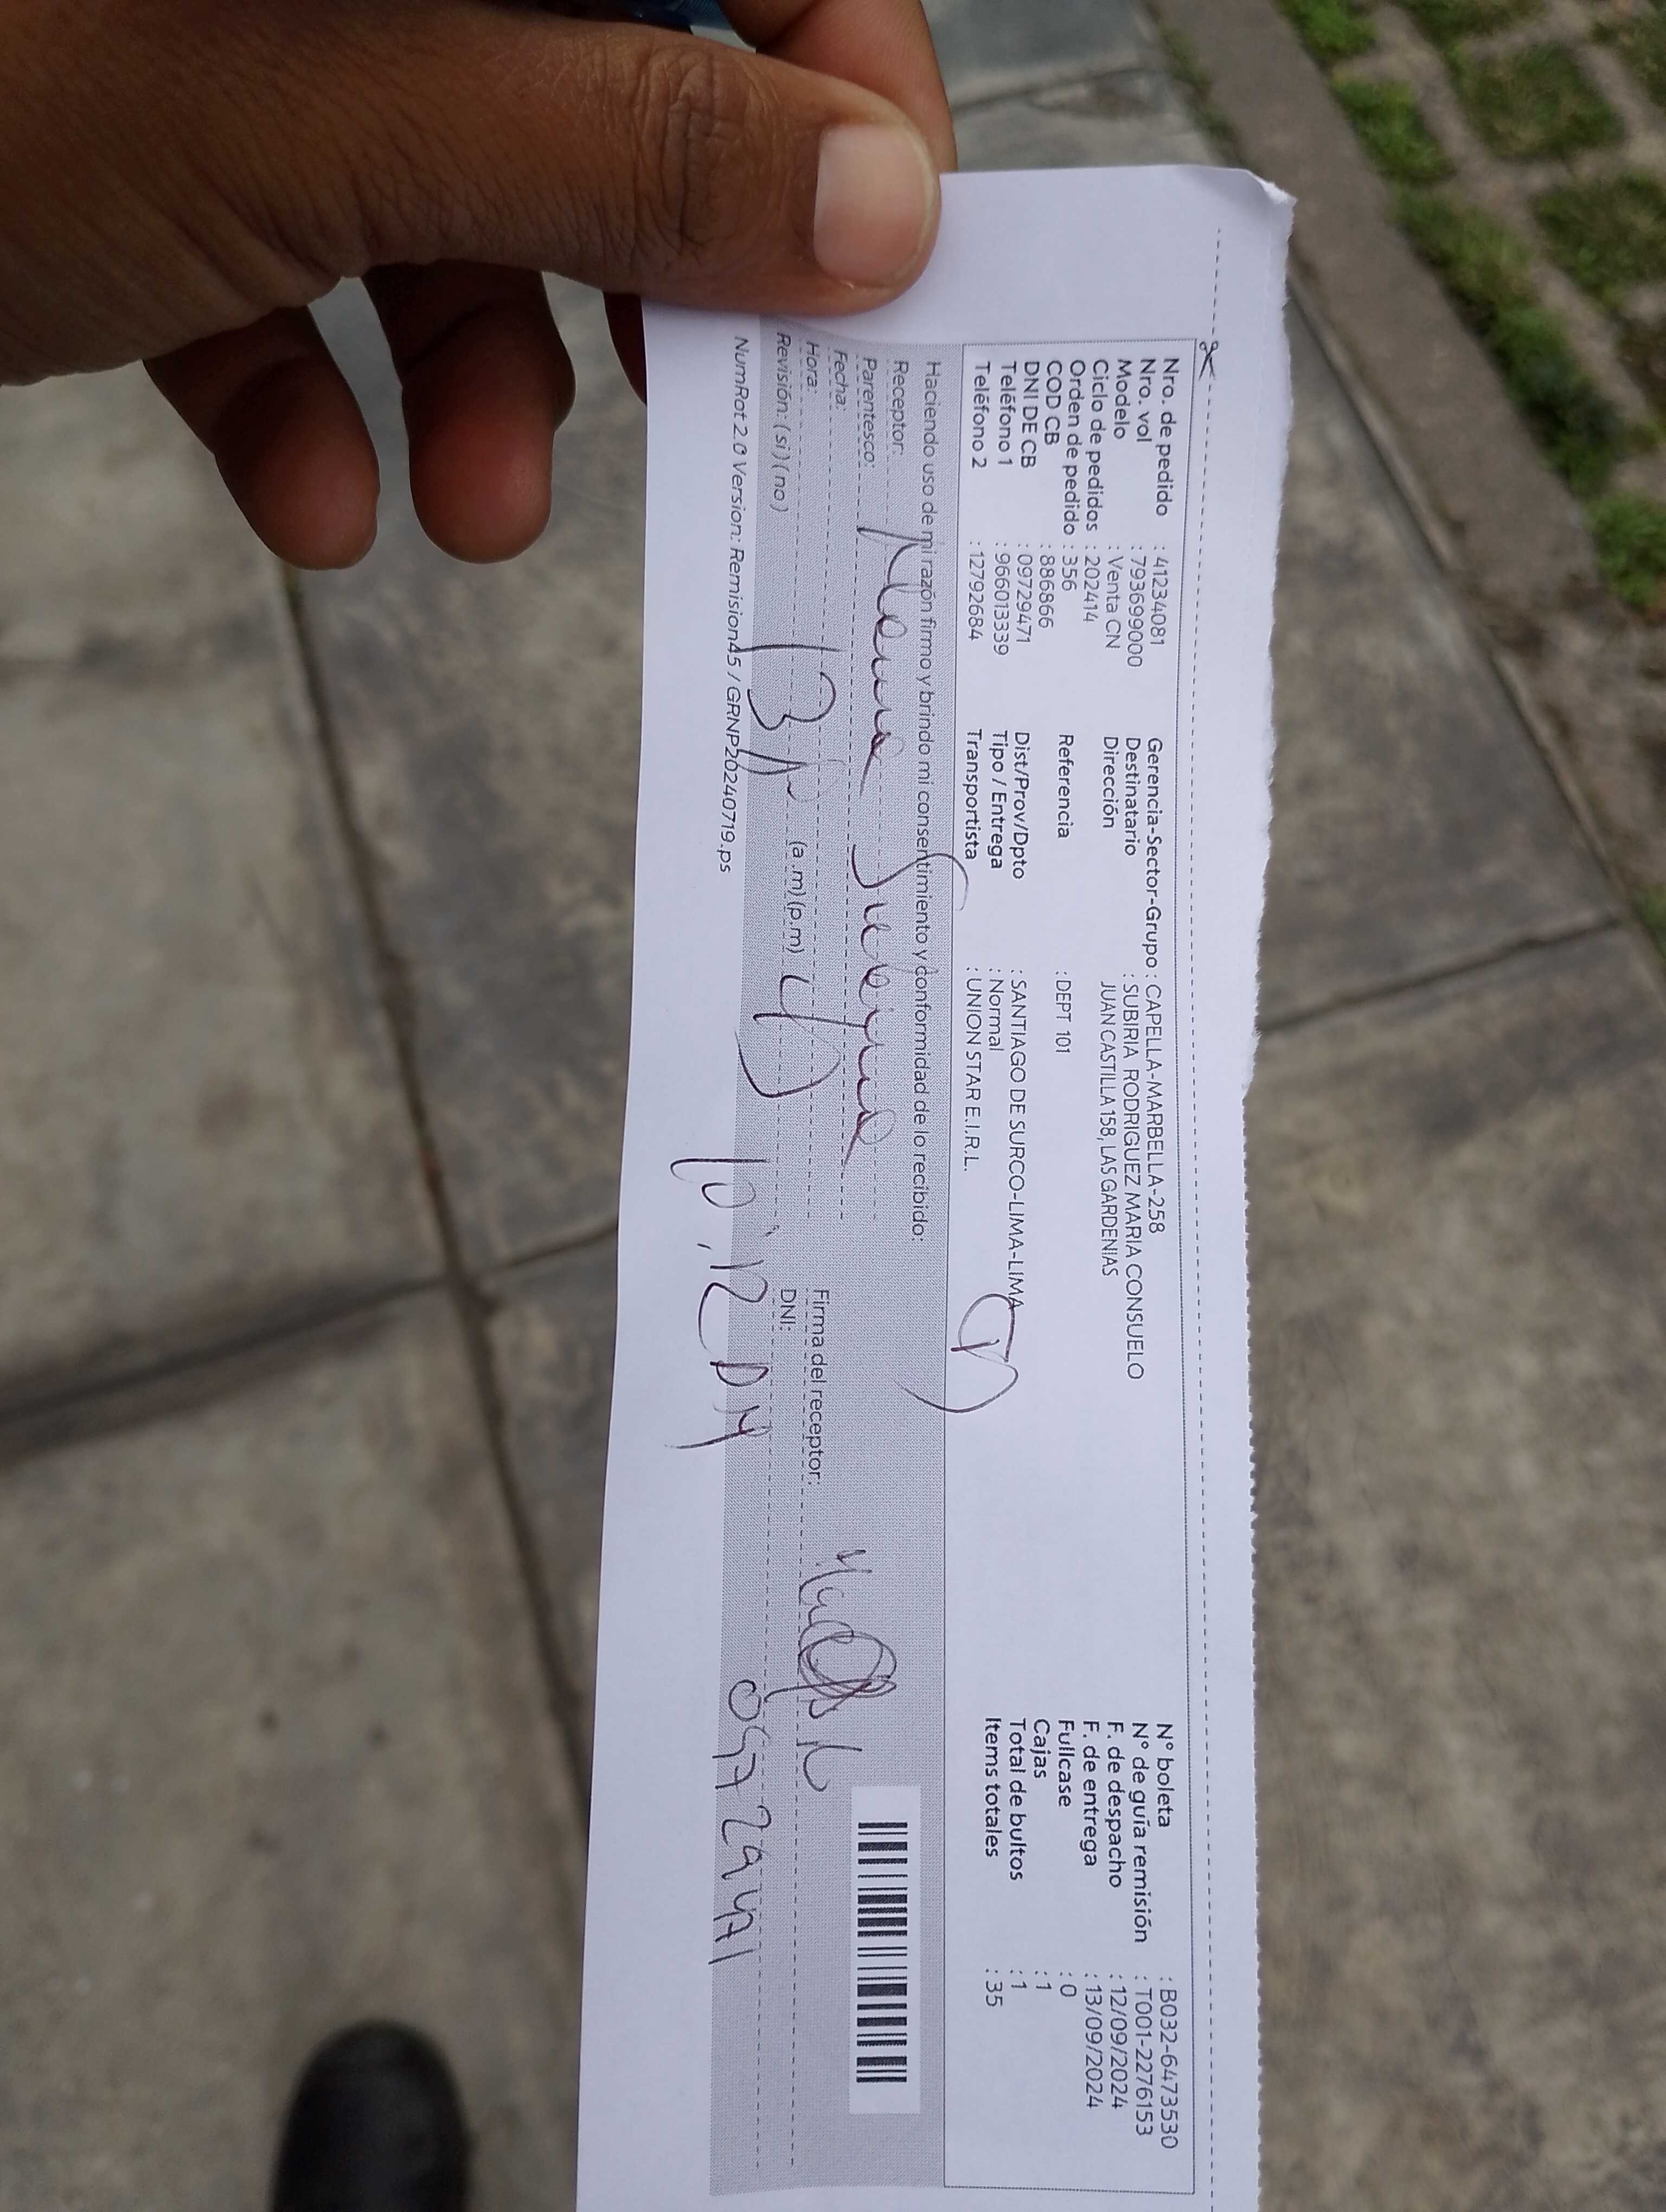 Nro. de pedido : 41234081
Nro. vol : 793699000
Modelo : Venta CN
Ciclo de pedidos : 202414
Orden de pedido : 356
COD CB : 886866
DNI DE CB : 09729471
Teléfono 1 : 966013339
Teléfono 2 : 12792684
Gerencia-Sector-Grupo : CAPELLA-MARBELLA-258
Destinatario : SUBIRIA RODRIGUEZ MARIA CONSUELO
Dirección JUAN CASTILLA 158, LAS GARDENIAS
Referencia : DEPT 101
Dist/Prov/Dpto : SANTIAGO DE SURCO-LIMA-LIMA
Tipo / Entrega : Normal
Transportista : UNION STAR E.I.R.L.
N° boleta : B032-6473530
N° de guía remisión : T001-2276153
F. de despacho : 12/09/2024
F. de entrega : 13/09/2024
Fullcase : 0
Cajas : 1
Total de bultos : 1
Items totales : 35
Haciendo uso de mi razón firmo y brindo mi consentimiento y conformidad de lo recibido:
Receptor:
Parentesco:
Fecha:
Hora: (a.m)(p.m)
Revisión: (si)(no)
Firma del receptor:
DNI: 09729471
10:12 DM
NumRot 2.0 Version: Remision45 / GRNP20240719.ps